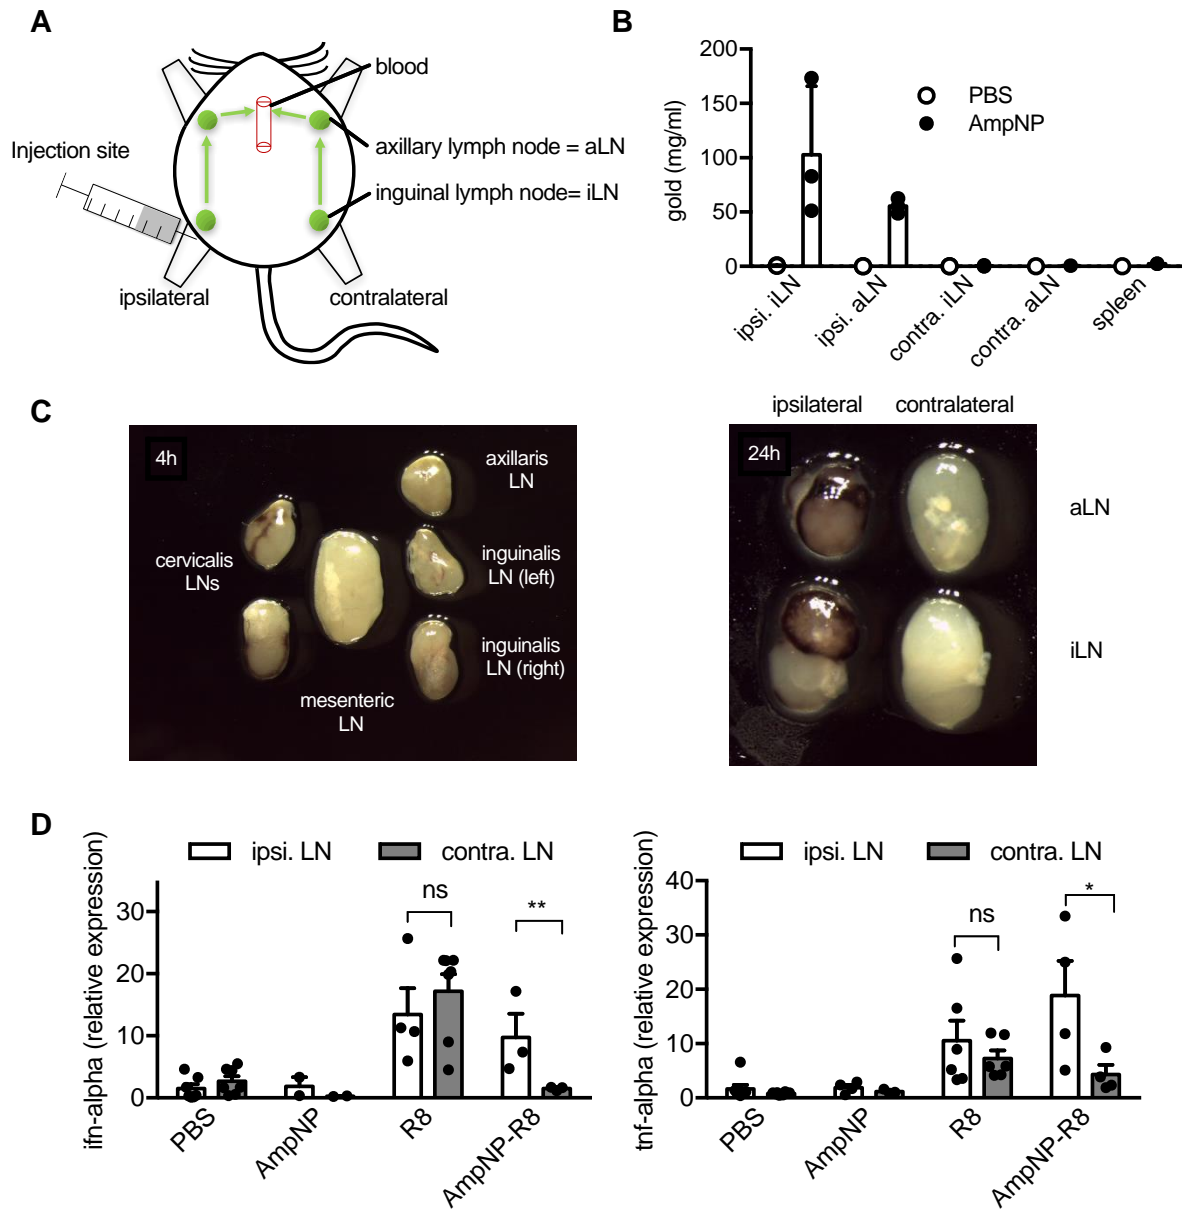 A
blood
axillary lymph node = aLN
inguinal lymph node= iLN
Injection site
ipsilateral
contralateral
B
200
150
100
50
0
gold (mg/ml)
PBS
AmpNP
ipsi. iLN
ipsi. aLN
contra. iLN
contra. aLN
spleen
C
4h
axillaris
LN
cervicalis
LNs
inguinalis
LN (left)
inguinalis
LN (right)
mesenteric
LN
ipsilateral
contralateral
24h
aLN
iLN
D
ipsi. LN
contra. LN
ifn-alpha (relative expression)
30
20
10
0
ns
**
PBS
AmpNP
R8
AmpNP-R8
ipsi. LN
contra. LN
tnf-alpha (relative expression)
40
30
20
10
0
ns
*
PBS
AmpNP
R8
AmpNP-R8